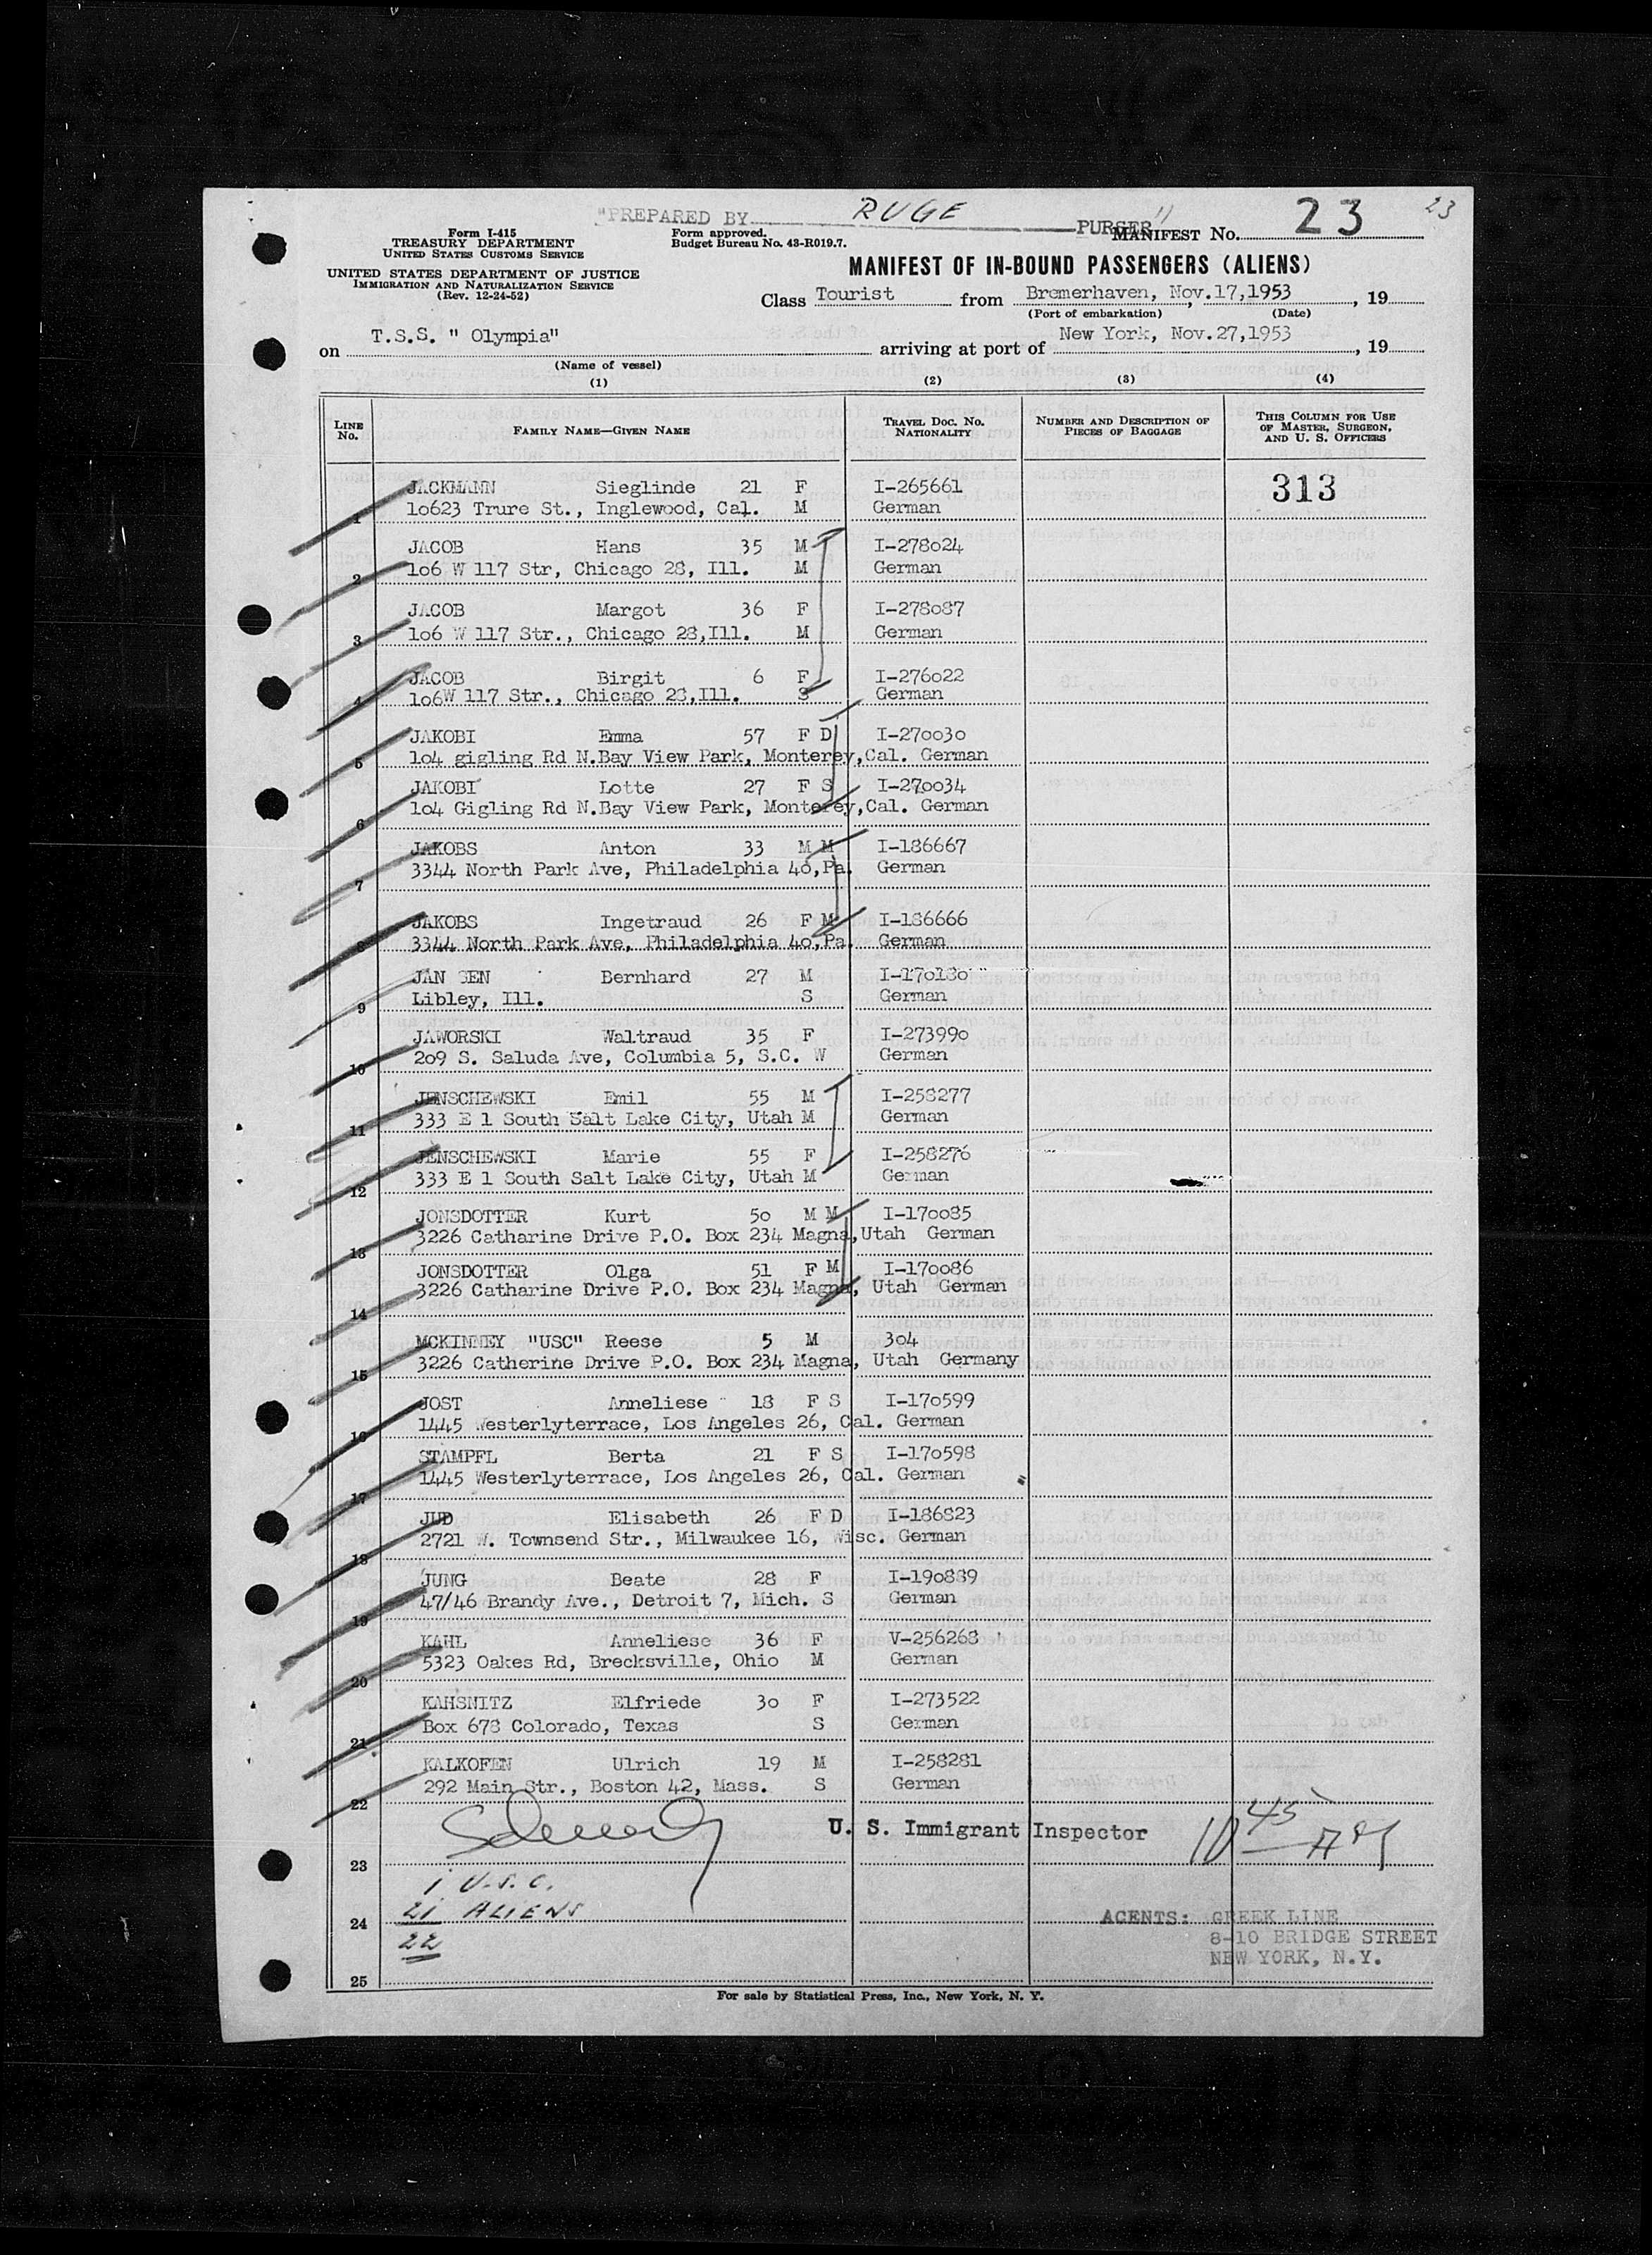 "PREPARED BY RUGE PURSER"
Form I-415
TREASURY DEPARTMENT
UNITED STATES CUSTOMS SERVICE
UNITED STATES DEPARTMENT OF JUSTICE
IMMIGRATION AND NATURALIZATION SERVICE
(Rev. 12-24-52)
Form approved.
Budget Bureau No. 43-R019.7.
MANIFEST No. 23
23
MANIFEST OF IN-BOUND PASSENGERS (ALIENS)
Class Tourist from Bremerhaven, Nov.17,1953, 19
(Port of embarkation) (Date)
on T.S.S. " Olympia" arriving at port of New York, Nov.27,1953, 19
(Name of vessel)
(1) (2) (3) (4)
LINE No. FAMILY NAME—GIVEN NAME TRAVEL DOC. NO. NATIONALITY NUMBER AND DESCRIPTION OF PIECES OF BAGGAGE THIS COLUMN FOR USE OF MASTER, SURGEON, AND U. S. OFFICERS
JACKMANN Sieglinde 21 F I-265661 313
1 10623 Trure St., Inglewood, Cal. M German
JACOB Hans 35 M I-278024
2 106 W 117 Str, Chicago 28, Ill. M German
JACOB Margot 36 F I-278087
3 106 W 117 Str., Chicago 28,Ill. M German
JACOB Birgit 6 F I-276022
4 106W 117 Str., Chicago 28,Ill. S German
JAKOBI Emma 57 F D I-270030
5 104 gigling Rd N.Bay View Park, Monterey,Cal. German
JAKOBI Lotte 27 F S I-270034
6 104 Gigling Rd N.Bay View Park, Monterey,Cal. German
JAKOBS Anton 33 M M I-186667
7 3344 North Park Ave, Philadelphia 40,Pa. German
JAKOBS Ingetraud 26 F M I-186666
8 3344 North Park Ave, Philadelphia 40,Pa. German
JAN SEN Bernhard 27 M I-170180
9 Libley, Ill. S German
JAWORSKI Waltraud 35 F I-273990
10 209 S. Saluda Ave, Columbia 5, S.C. W German
JENSCHEWSKI Emil 55 M I-258277
11 333 E 1 South Salt Lake City, Utah M German
JENSCHEWSKI Marie 55 F I-258276
12 333 E 1 South Salt Lake City, Utah M German
JONSDOTTER Kurt 50 M M I-170085
13 3226 Catharine Drive P.O. Box 234 Magna,Utah German
JONSDOTTER Olga 51 F M I-170086
14 3226 Catharine Drive P.O. Box 234 Magna, Utah German
MCKINNEY "USC" Reese 5 M 304
15 3226 Catherine Drive P.O. Box 234 Magna, Utah Germany
JOST Anneliese 18 F S I-170599
16 1445 Westerlyterrace, Los Angeles 26, Cal. German
STAMPFL Berta 21 F S I-170598
17 1445 Westerlyterrace, Los Angeles 26, Cal. German
JUD Elisabeth 26 F D I-186823
18 2721 W. Townsend Str., Milwaukee 16, Wisc. German
JUNG Beate 28 F I-190889
19 47/46 Brandy Ave., Detroit 7, Mich. S German
KAHL Anneliese 36 F V-256268
20 5323 Oakes Rd, Brecksville, Ohio M German
KAHSNITZ Elfriede 30 F I-273522
21 Box 678 Colorado, Texas S German
KALKOFEN Ulrich 19 M I-258281
22 292 Main Str., Boston 42, Mass. S German
U. S. Immigrant Inspector 10 45 AM
23
1 U.S.C.
24 21 ALIENS
22
AGENTS: GREEK LINE
8-10 BRIDGE STREET
NEW YORK, N.Y.
25
For sale by Statistical Press, Inc., New York, N. Y.